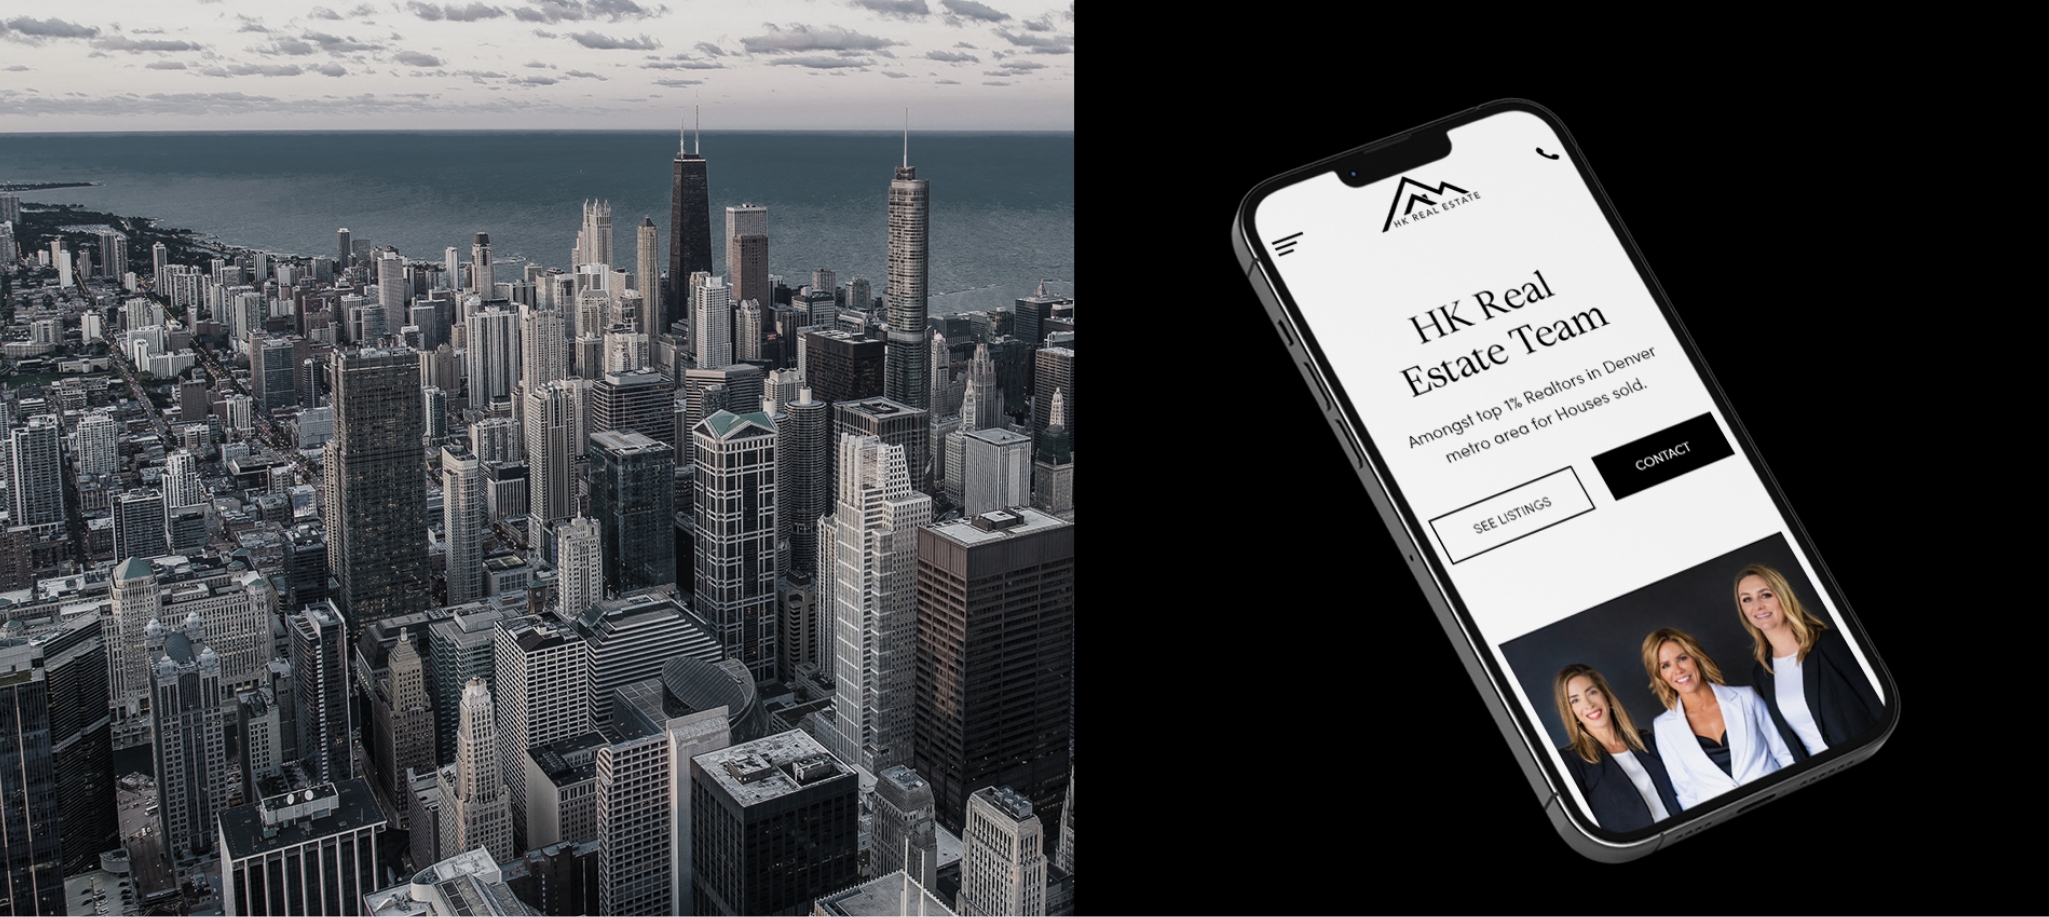 HK REAL ESTATE
HK Real
Estate Team
Amongst top 1% Realtors in Denver
metro area for Houses sold.
SEE LISTINGS
CONTACT